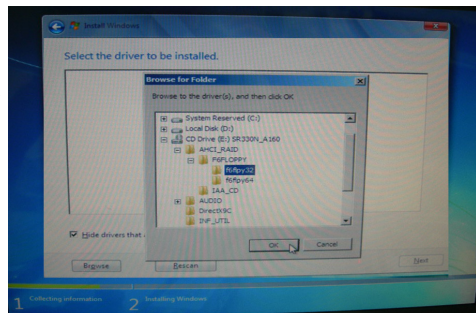 Install Windows
Select the driver to be installed.
Browse for Folder
Browse to the driver(s), and then click OK.
System Reserved (C:)
Local Disk (D:)
CD Drive (E:) SR330N_A160
AHCI_RAID
F6FLOPPY
f6flpy32
f6flpy64
IAA_CD
AUDIO
DirectX9C
INF_UTIL
OK Cancel
Hide drivers that
Browse Rescan Next
1 Collecting information 2 Installing Windows